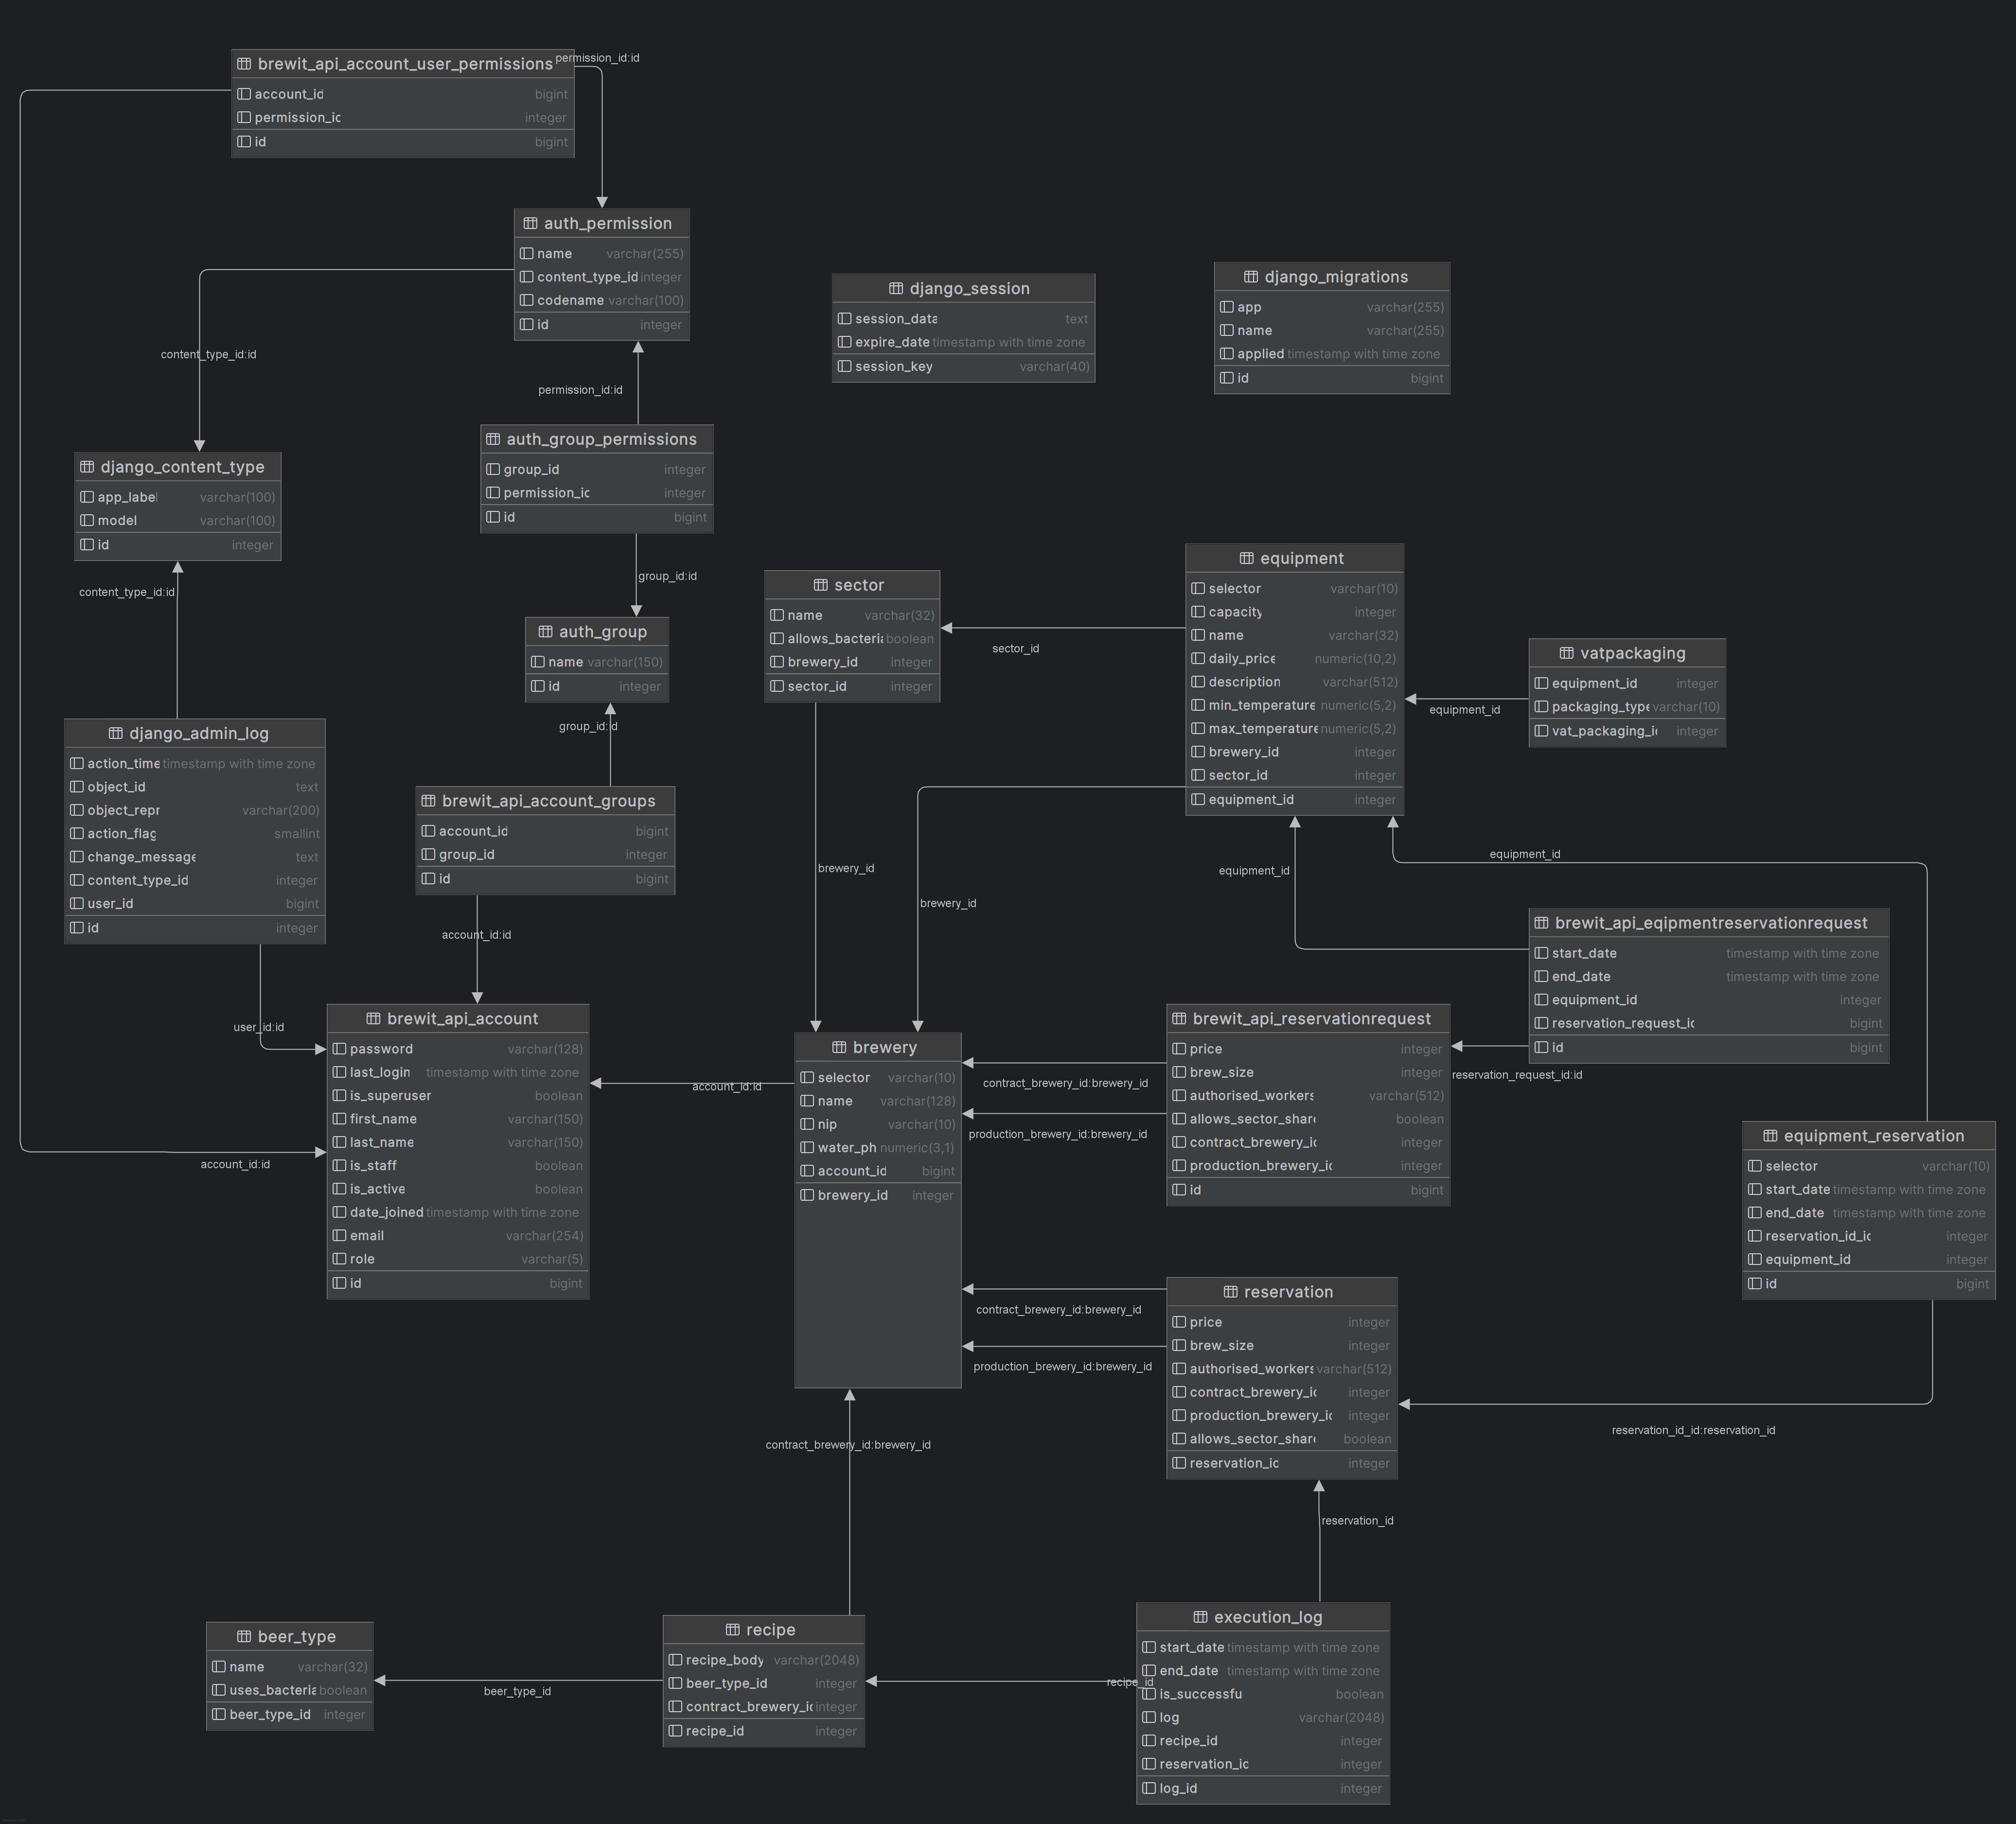 brewit_api_account_user_permissions
account_id bigint
permission_id integer
id bigint
permission_id:id
auth_permission
name varchar(255)
content_type_id integer
codename varchar(100)
id integer
content_type_id:id
permission_id:id
django_session
session_data text
expire_date timestamp with time zone
session_key varchar(40)
django_migrations
app varchar(255)
name varchar(255)
applied timestamp with time zone
id bigint
auth_group_permissions
group_id integer
permission_id integer
id bigint
django_content_type
app_label varchar(100)
model varchar(100)
id integer
content_type_id:id
group_id:id
auth_group
name varchar(150)
id integer
group_id:id
sector
name varchar(32)
allows_bacteria boolean
brewery_id integer
sector_id integer
sector_id
equipment
selector varchar(10)
capacity integer
name varchar(32)
daily_price numeric(10,2)
description varchar(512)
min_temperature numeric(5,2)
max_temperature numeric(5,2)
brewery_id integer
sector_id integer
equipment_id integer
equipment_id
vatpackaging
equipment_id integer
packaging_type varchar(10)
vat_packaging_id integer
django_admin_log
action_time timestamp with time zone
object_id text
object_repr varchar(200)
action_flag smallint
change_message text
content_type_id integer
user_id bigint
id integer
brewit_api_account_groups
account_id bigint
group_id integer
id bigint
account_id:id
user_id:id
account_id:id
brewery_id
brewery_id
equipment_id
equipment_id
brewit_api_eqipmentreservationrequest
start_date timestamp with time zone
end_date timestamp with time zone
equipment_id integer
reservation_request_id bigint
id bigint
reservation_request_id:id
brewit_api_account
password varchar(128)
last_login timestamp with time zone
is_superuser boolean
first_name varchar(150)
last_name varchar(150)
is_staff boolean
is_active boolean
date_joined timestamp with time zone
email varchar(254)
role varchar(5)
id bigint
account_id:id
brewery
selector varchar(10)
name varchar(128)
nip varchar(10)
water_ph numeric(3,1)
account_id bigint
brewery_id integer
contract_brewery_id:brewery_id
production_brewery_id:brewery_id
brewit_api_reservationrequest
price integer
brew_size integer
authorised_workers varchar(512)
allows_sector_share boolean
contract_brewery_id integer
production_brewery_id integer
id bigint
equipment_reservation
selector varchar(10)
start_date timestamp with time zone
end_date timestamp with time zone
reservation_id_id integer
equipment_id integer
id bigint
contract_brewery_id:brewery_id
production_brewery_id:brewery_id
reservation
price integer
brew_size integer
authorised_workers varchar(512)
contract_brewery_id integer
production_brewery_id integer
allows_sector_share boolean
reservation_id integer
reservation_id_id:reservation_id
contract_brewery_id:brewery_id
reservation_id
beer_type
name varchar(32)
uses_bacteria boolean
beer_type_id integer
beer_type_id
recipe
recipe_body varchar(2048)
beer_type_id integer
contract_brewery_id integer
recipe_id integer
recipe_id
execution_log
start_date timestamp with time zone
end_date timestamp with time zone
is_successfu boolean
log varchar(2048)
recipe_id integer
reservation_id integer
log_id integer